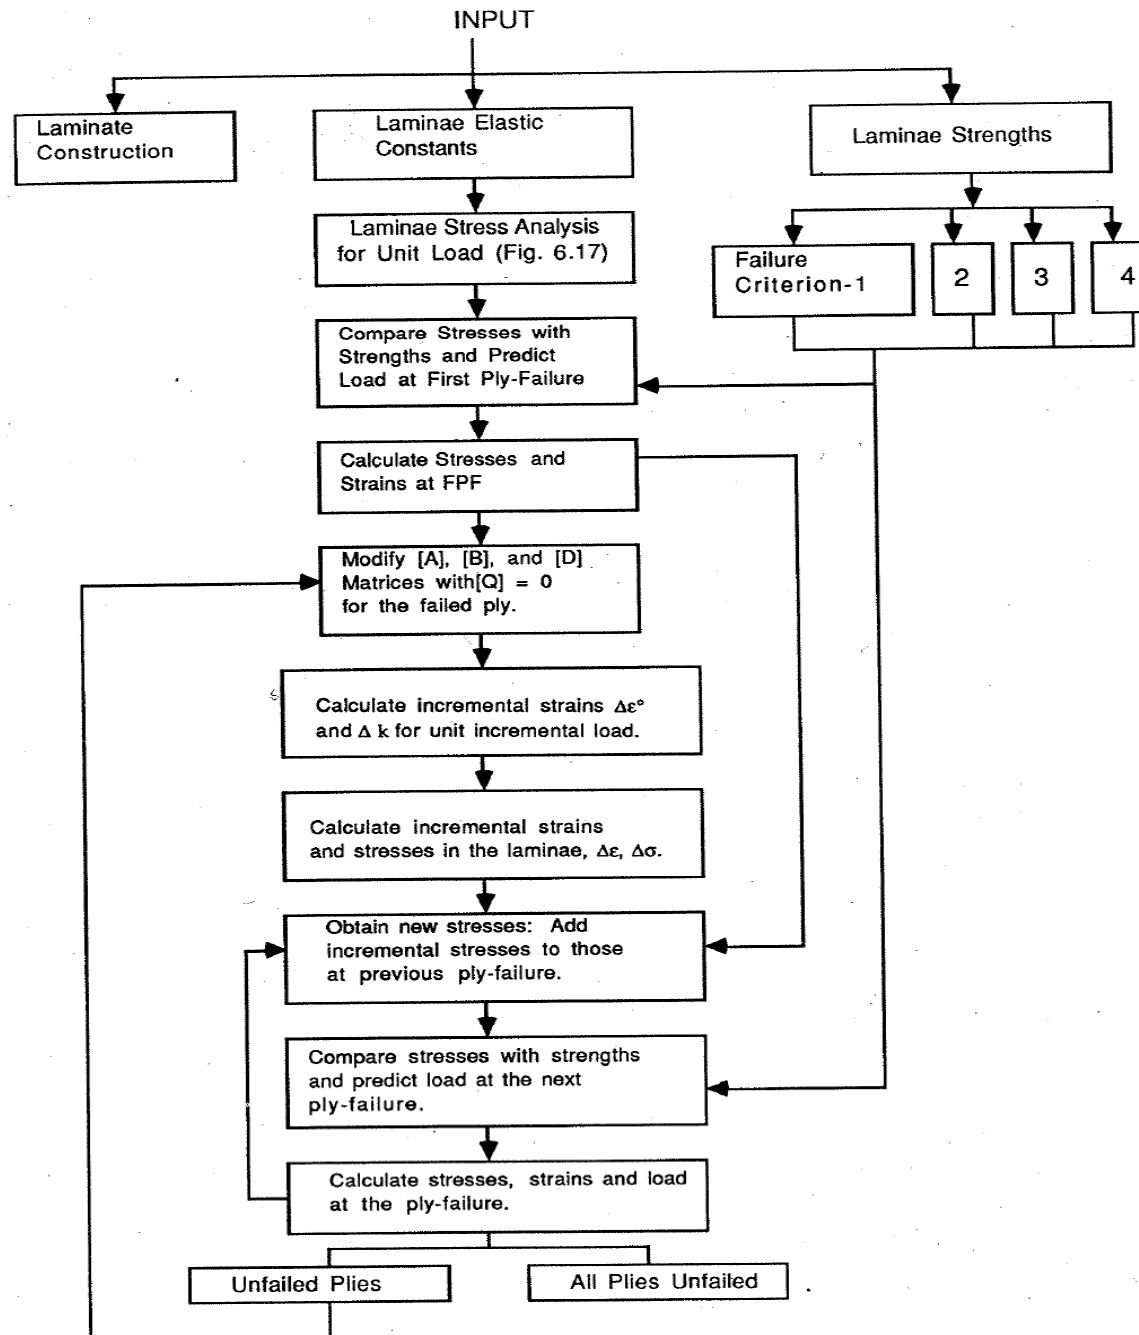 INPUT
Laminate
Construction
Laminae Elastic
Constants
Laminae Strengths
Laminae Stress Analysis
for Unit Load (Fig. 6.17)
Failure
Criterion-1
2
3
4
Compare Stresses with
Strengths and Predict
Load at First Ply-Failure
Calculate Stresses and
Strains at FPF
Modify [A], [B], and [D]
Matrices with[Q] = 0
for the failed ply.
Calculate incremental strains Δε°
and Δ k for unit incremental load.
Calculate incremental strains
and stresses in the laminae, Δε, Δσ.
Obtain new stresses: Add
incremental stresses to those
at previous ply-failure.
Compare stresses with strengths
and predict load at the next
ply-failure.
Calculate stresses, strains and load
at the ply-failure.
Unfailed Plies
All Plies Unfailed